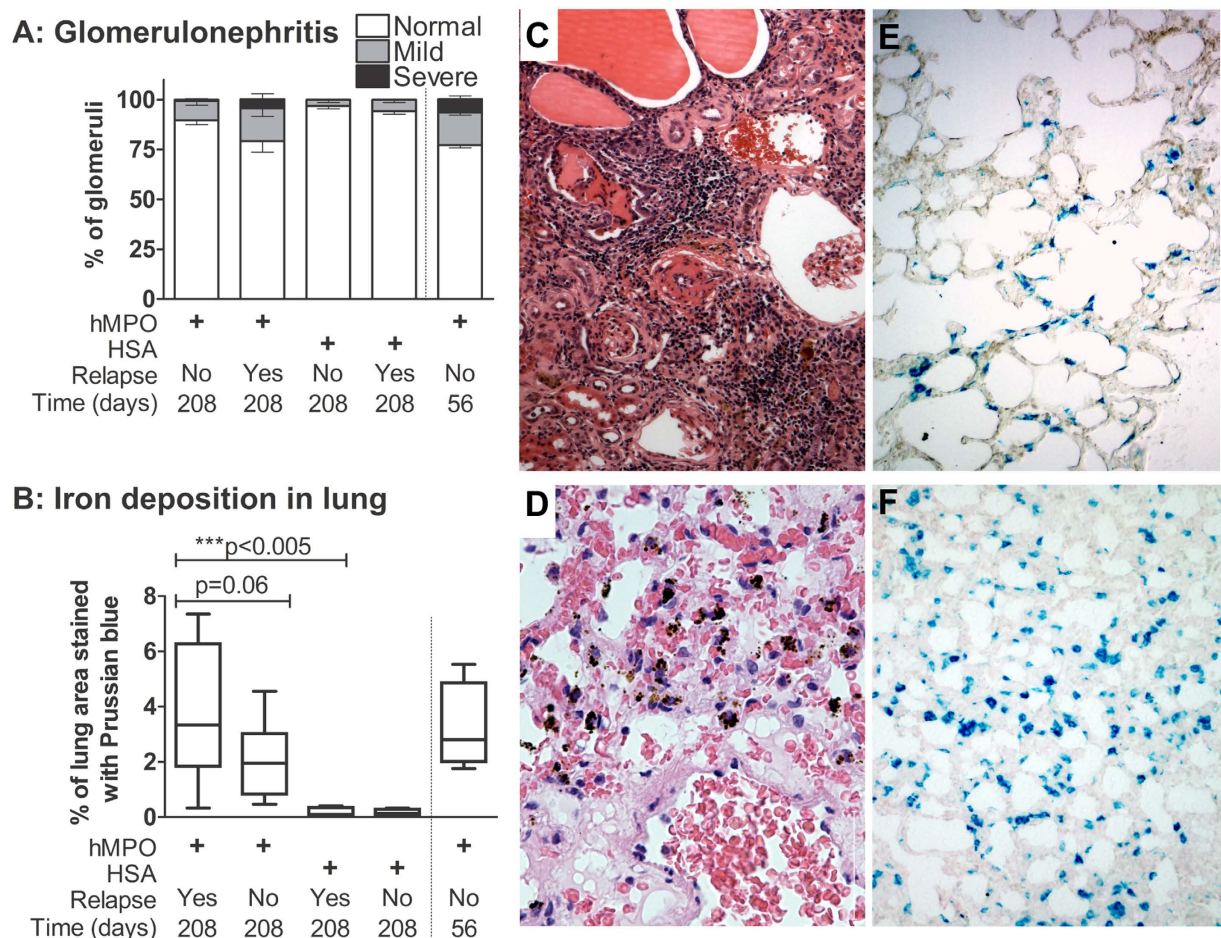 A: Glomerulonephritis
Normal
Mild
Severe
% of glomeruli
100
75
50
25
0
hMPO + + +
HSA + +
Relapse No Yes No Yes No
Time (days) 208 208 208 208 56
B: Iron deposition in lung
***p<0.005
p=0.06
% of lung area stained
with Prussian blue
8
6
4
2
0
hMPO + + +
HSA + +
Relapse Yes No Yes No No
Time (days) 208 208 208 208 56
C
D
E
F